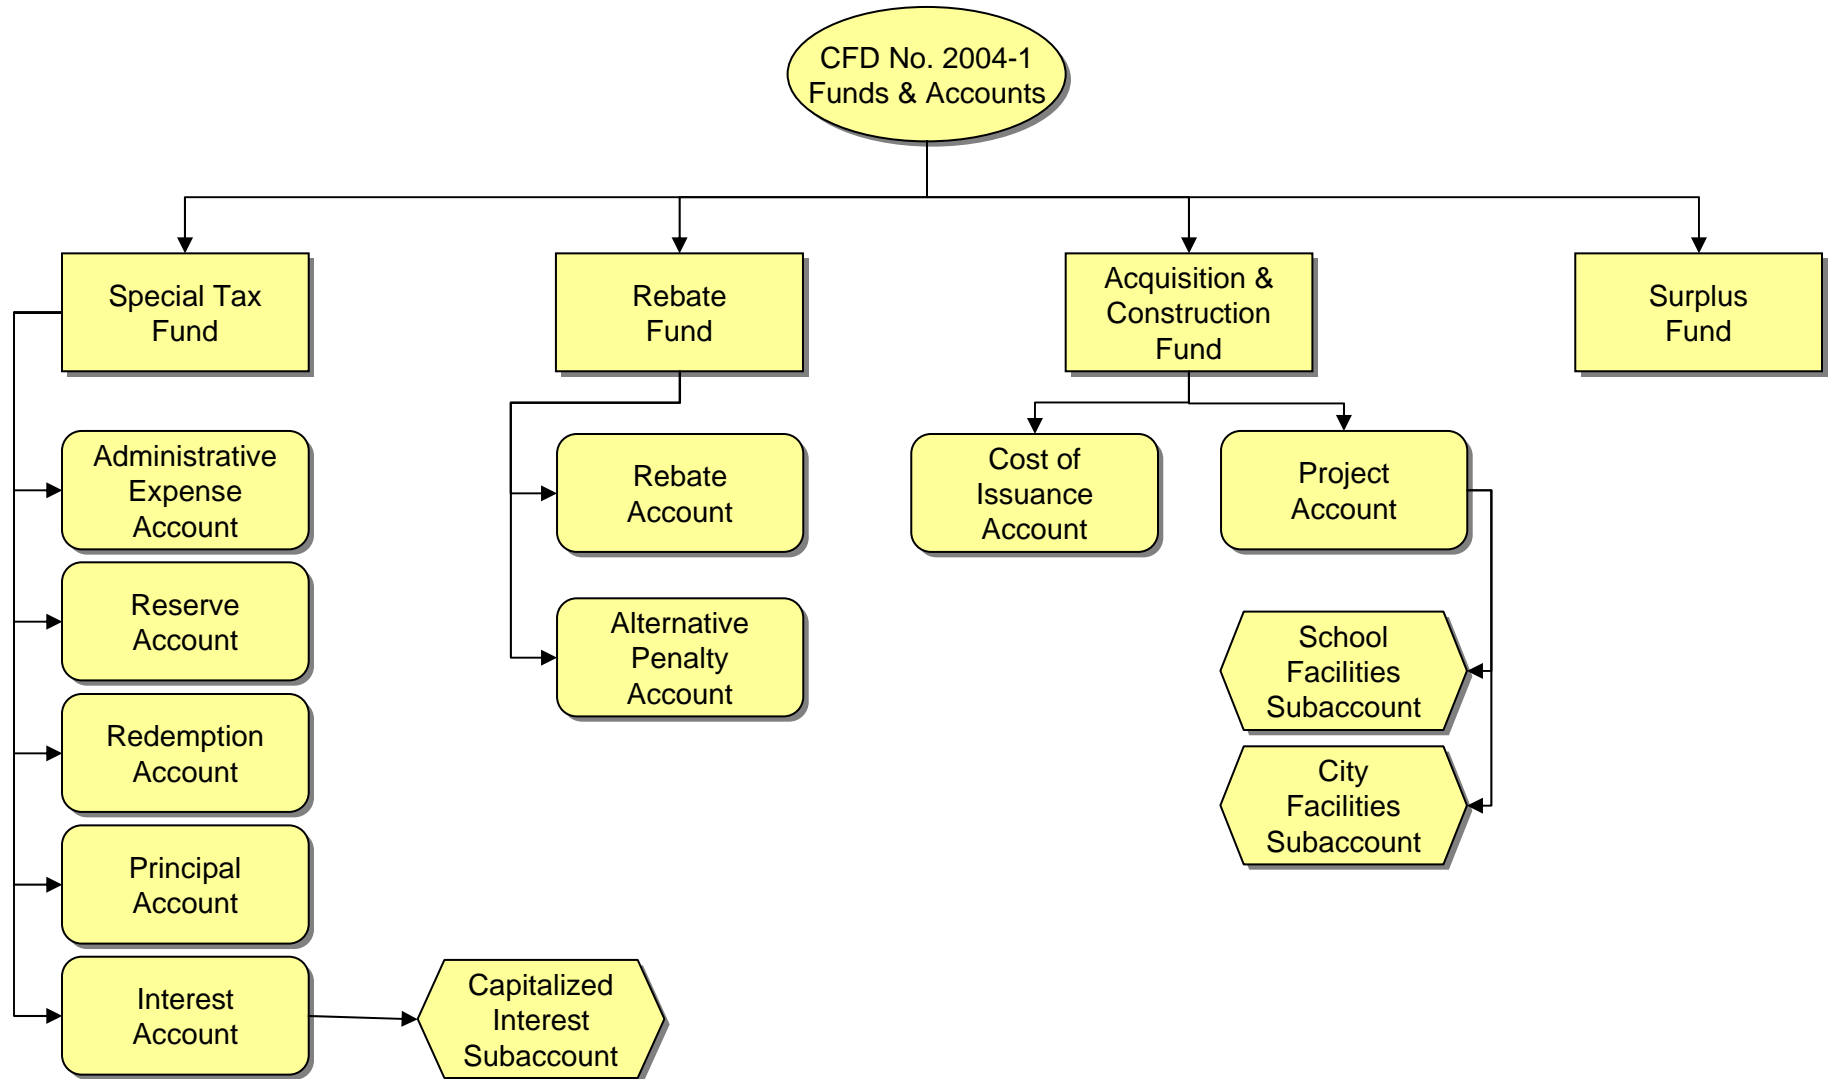 CFD No. 2004-1
Funds & Accounts
Special Tax
Fund
Rebate
Fund
Acquisition &
Construction
Fund
Surplus
Fund
Administrative
Expense
Account
Reserve
Account
Redemption
Account
Principal
Account
Interest
Account
Capitalized
Interest
Subaccount
Rebate
Account
Alternative
Penalty
Account
Cost of
Issuance
Account
Project
Account
School
Facilities
Subaccount
City
Facilities
Subaccount